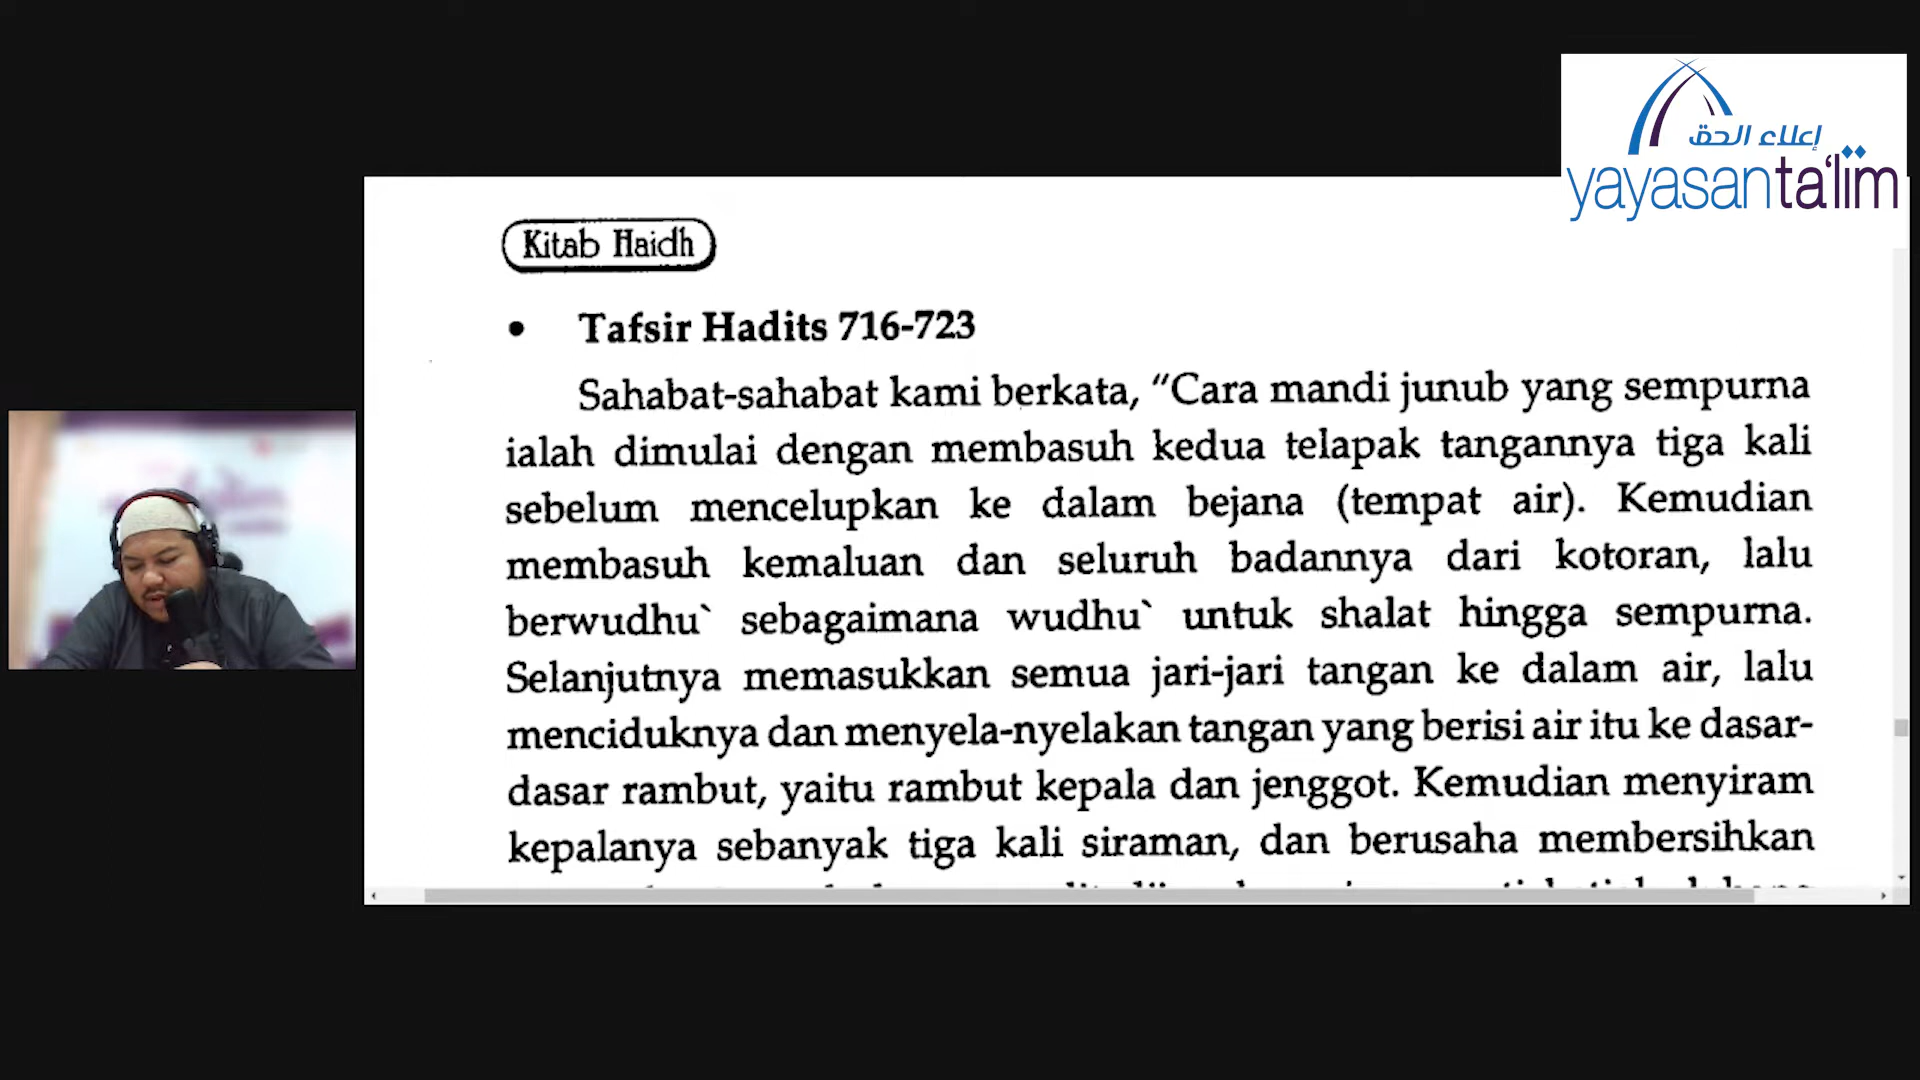 إعلاء الحق
yayasanta'lim
Kitab Haidh
• Tafsir Hadits 716-723
Sahabat-sahabat kami berkata, “Cara mandi junub yang sempurna
ialah dimulai dengan membasuh kedua telapak tangannya tiga kali
sebelum mencelupkan ke dalam bejana (tempat air). Kemudian
membasuh kemaluan dan seluruh badannya dari kotoran, lalu
berwudhu` sebagaimana wudhu` untuk shalat hingga sempurna.
Selanjutnya memasukkan semua jari-jari tangan ke dalam air, lalu
menciduknya dan menyela-nyelakan tangan yang berisi air itu ke dasar-
dasar rambut, yaitu rambut kepala dan jenggot. Kemudian menyiram
kepalanya sebanyak tiga kali siraman, dan berusaha membersihkan